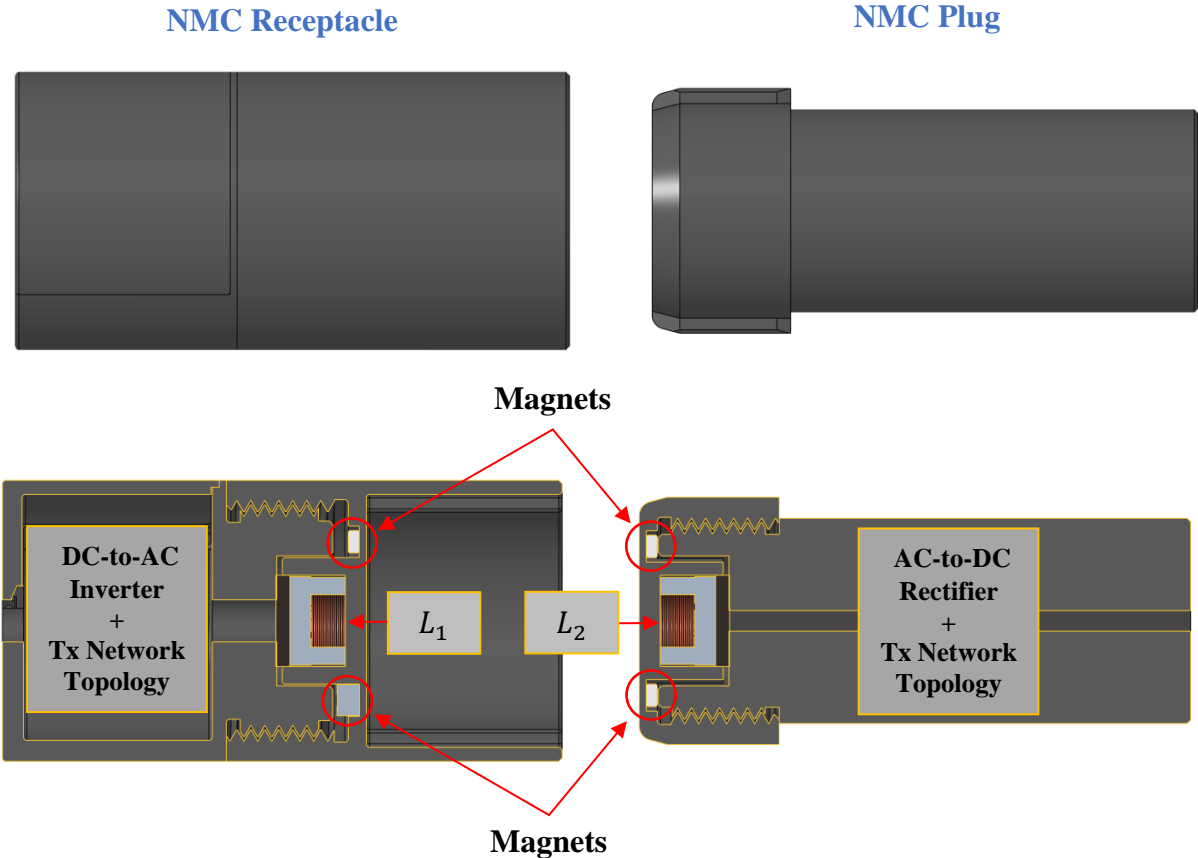 NMC Receptacle
NMC Plug
Magnets
DC-to-AC
Inverter
+
Tx Network
Topology
L₁
L₂
AC-to-DC
Rectifier
+
Tx Network
Topology
Magnets